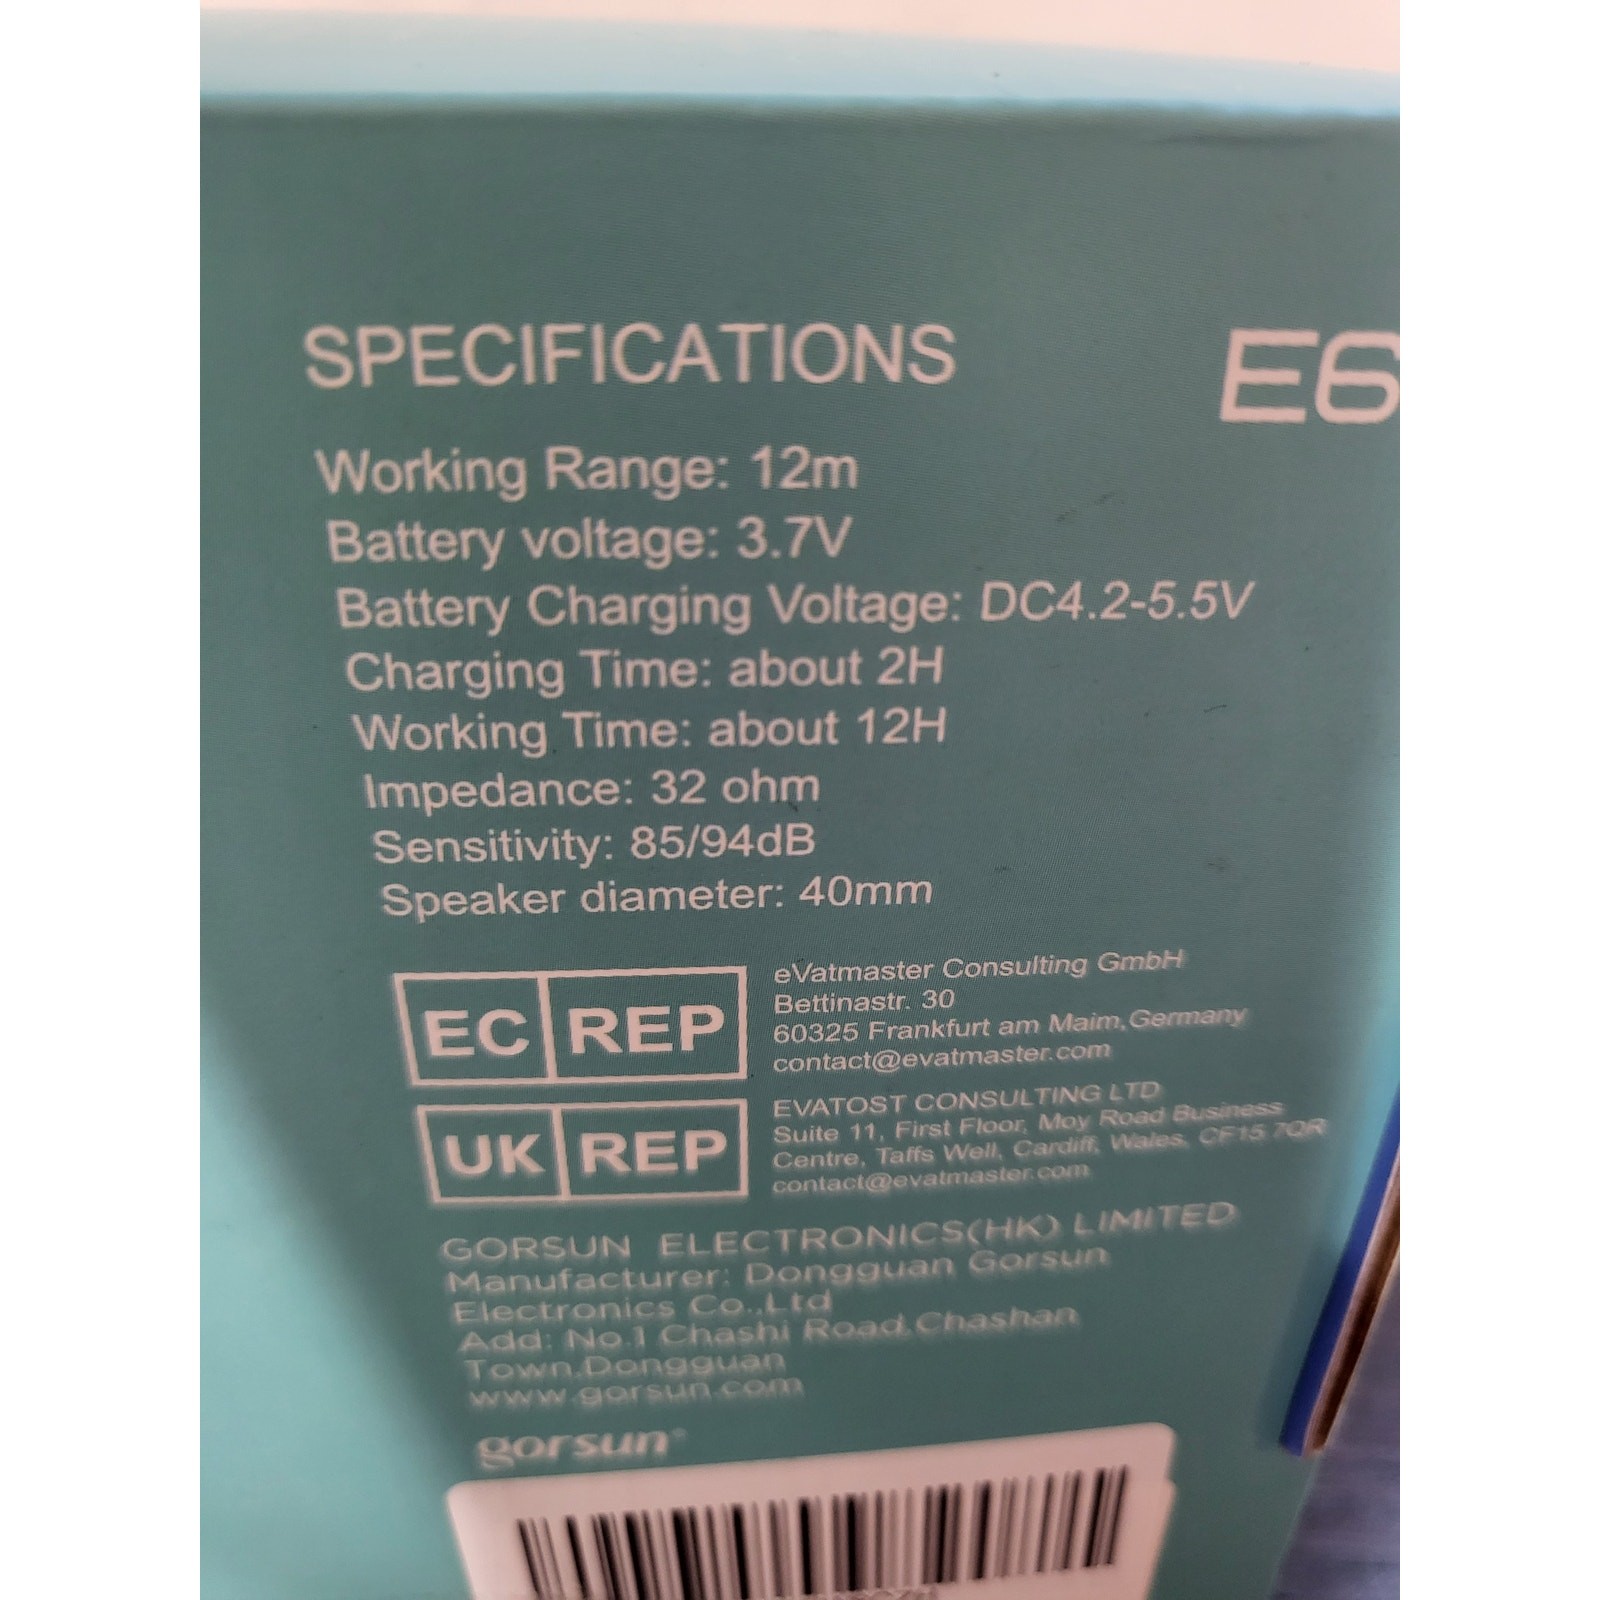 SPECIFICATIONS
E6
Working Range: 12m
Battery voltage: 3.7V
Battery Charging Voltage: DC4.2-5.5V
Charging Time: about 2H
Working Time: about 12H
Impedance: 32 ohm
Sensitivity: 85/94dB
Speaker diameter: 40mm
EC REP
eVatmaster Consulting GmbH
Bettinastr. 30
60325 Frankfurt am Maim,Germany
contact@evatmaster.com
UK REP
EVATOST CONSULTING LTD
Suite 11, First Floor, Moy Road Business
Centre, Taffs Well, Cardiff, Wales, CF15 7QR
contact@evatmaster.com
GORSUN ELECTRONICS(HK) LIMITED
Manufacturer: Dongguan Gorsun
Electronics Co.,Ltd
Add: No.1 Chashi Road,Chashan
Town,Dongguan
www.gorsun.com
gorsun